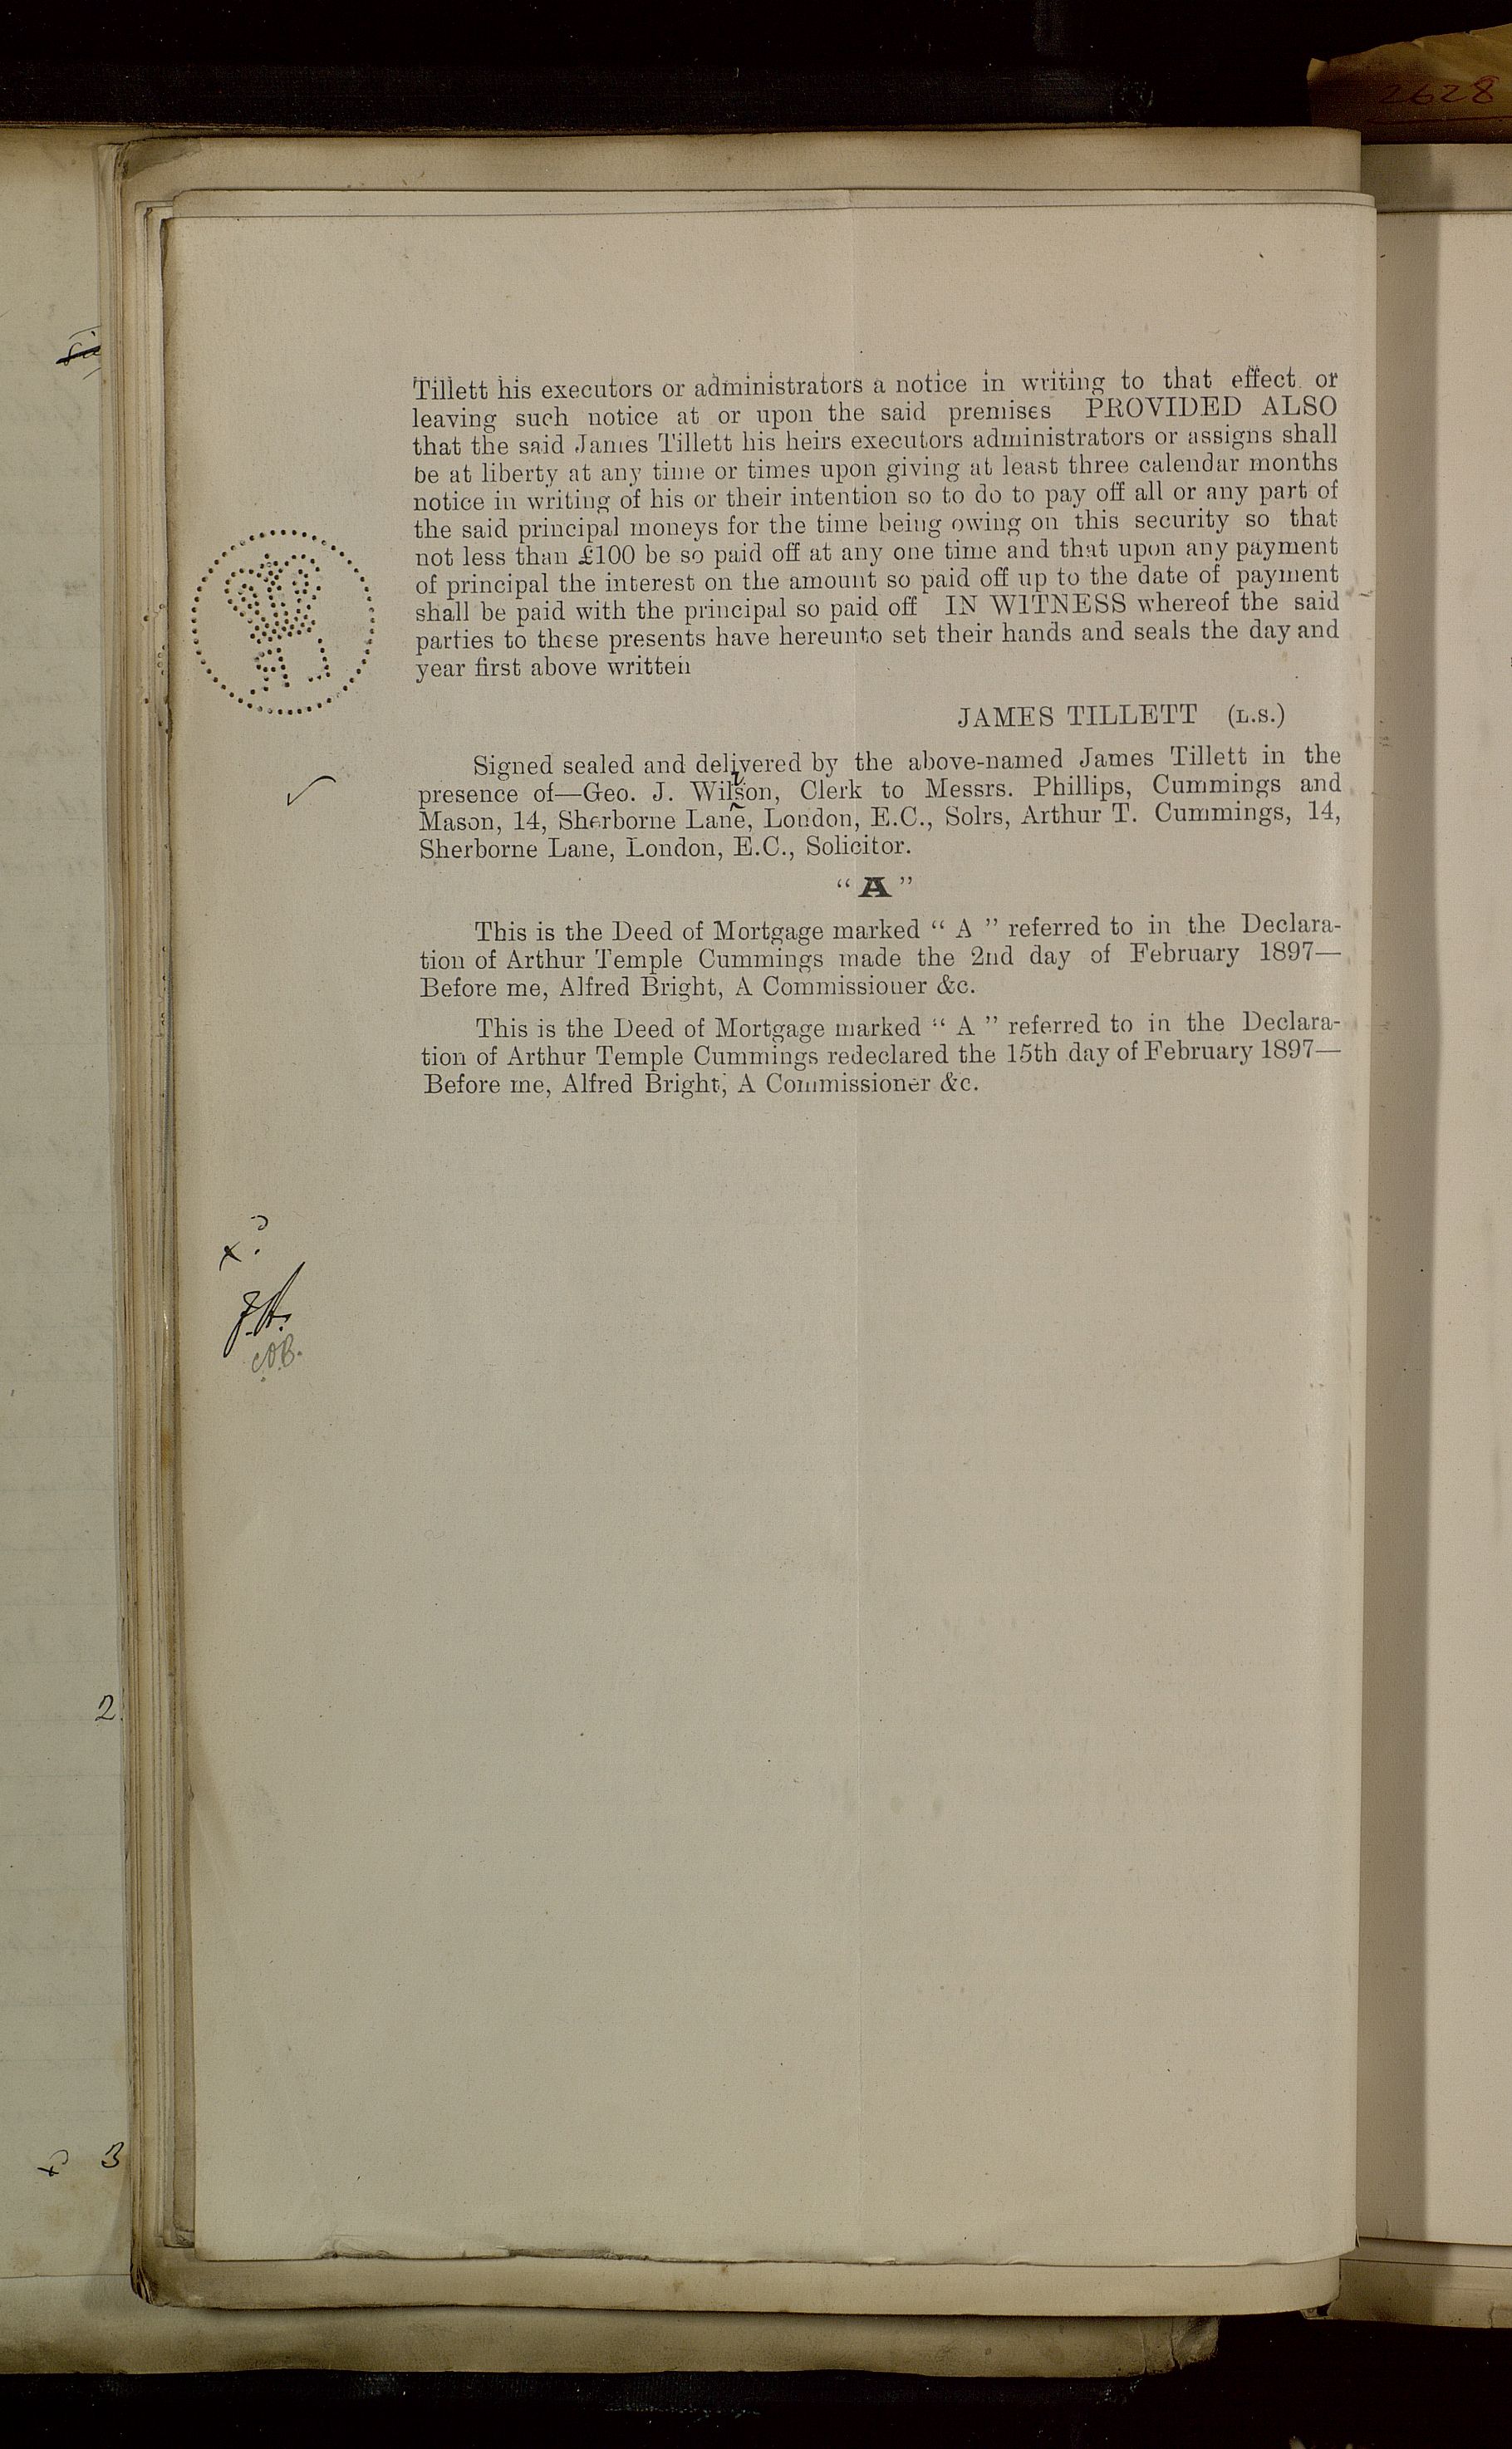 2628
Tillett his executors or administrators a notice in writing to that effect or
leaving such notice at or upon the said premises PROVIDED ALSO
that the said James Tillett his heirs executors administrators or assigns shall
be at liberty at any time or times upon giving at least three calendar months
notice in writing of his or their intention so to do to pay off all or any part of
the said principal moneys for the time being owing on this security so that
not less than £100 be so paid off at any one time and that upon any payment
of principal the interest on the amount so paid off up to the date of payment
shall be paid with the principal so paid off IN WITNESS whereof the said
parties to these presents have hereunto set their hands and seals the day and
year first above written
JAMES TILLETT (L.S.)
Signed sealed and delivered by the above-named James Tillett in the
presence of—Geo. J. Wilson, Clerk to Messrs. Phillips, Cummings and
Mason, 14, Sherborne Lane, London, E.C., Solrs, Arthur T. Cummings, 14,
Sherborne Lane, London, E.C., Solicitor.
“A”
This is the Deed of Mortgage marked “ A ” referred to in the Declara-
tion of Arthur Temple Cummings made the 2nd day of February 1897—
Before me, Alfred Bright, A Commissioner &c.
This is the Deed of Mortgage marked “ A ” referred to in the Declara-
tion of Arthur Temple Cummings redeclared the 15th day of February 1897—
Before me, Alfred Bright, A Commissioner &c.
2
3